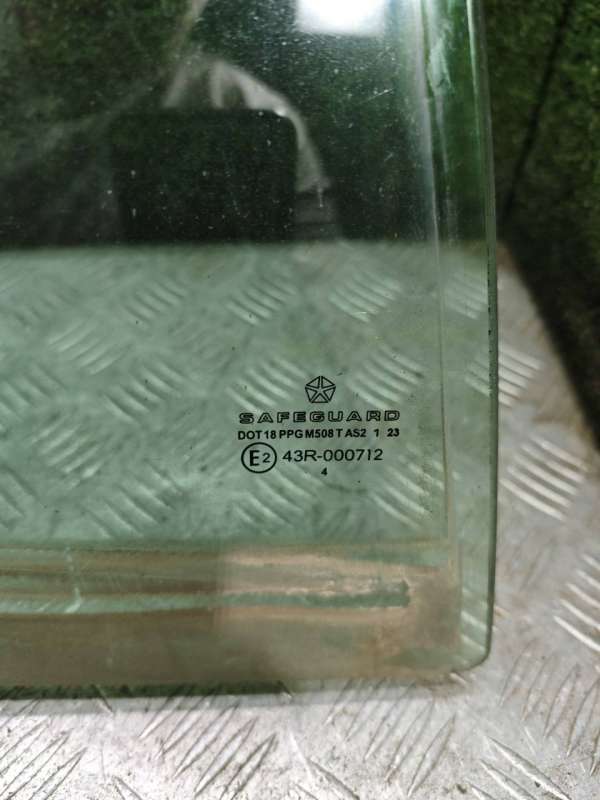 SAFEGUARD
DOT 18 PPG M508 T AS2 1 23
E2 43R-000712
4